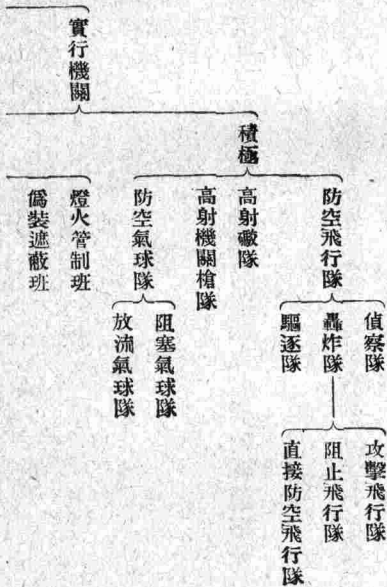 實行機關
積極
防空飛行隊
偵察隊
轟炸隊
驅逐隊
攻擊飛行隊
阻止飛行隊
直接防空飛行隊
高射礮隊
高射機關槍隊
防空氣球隊
阻塞氣球隊
放流氣球隊
燈火管制班
僞裝遮蔽班